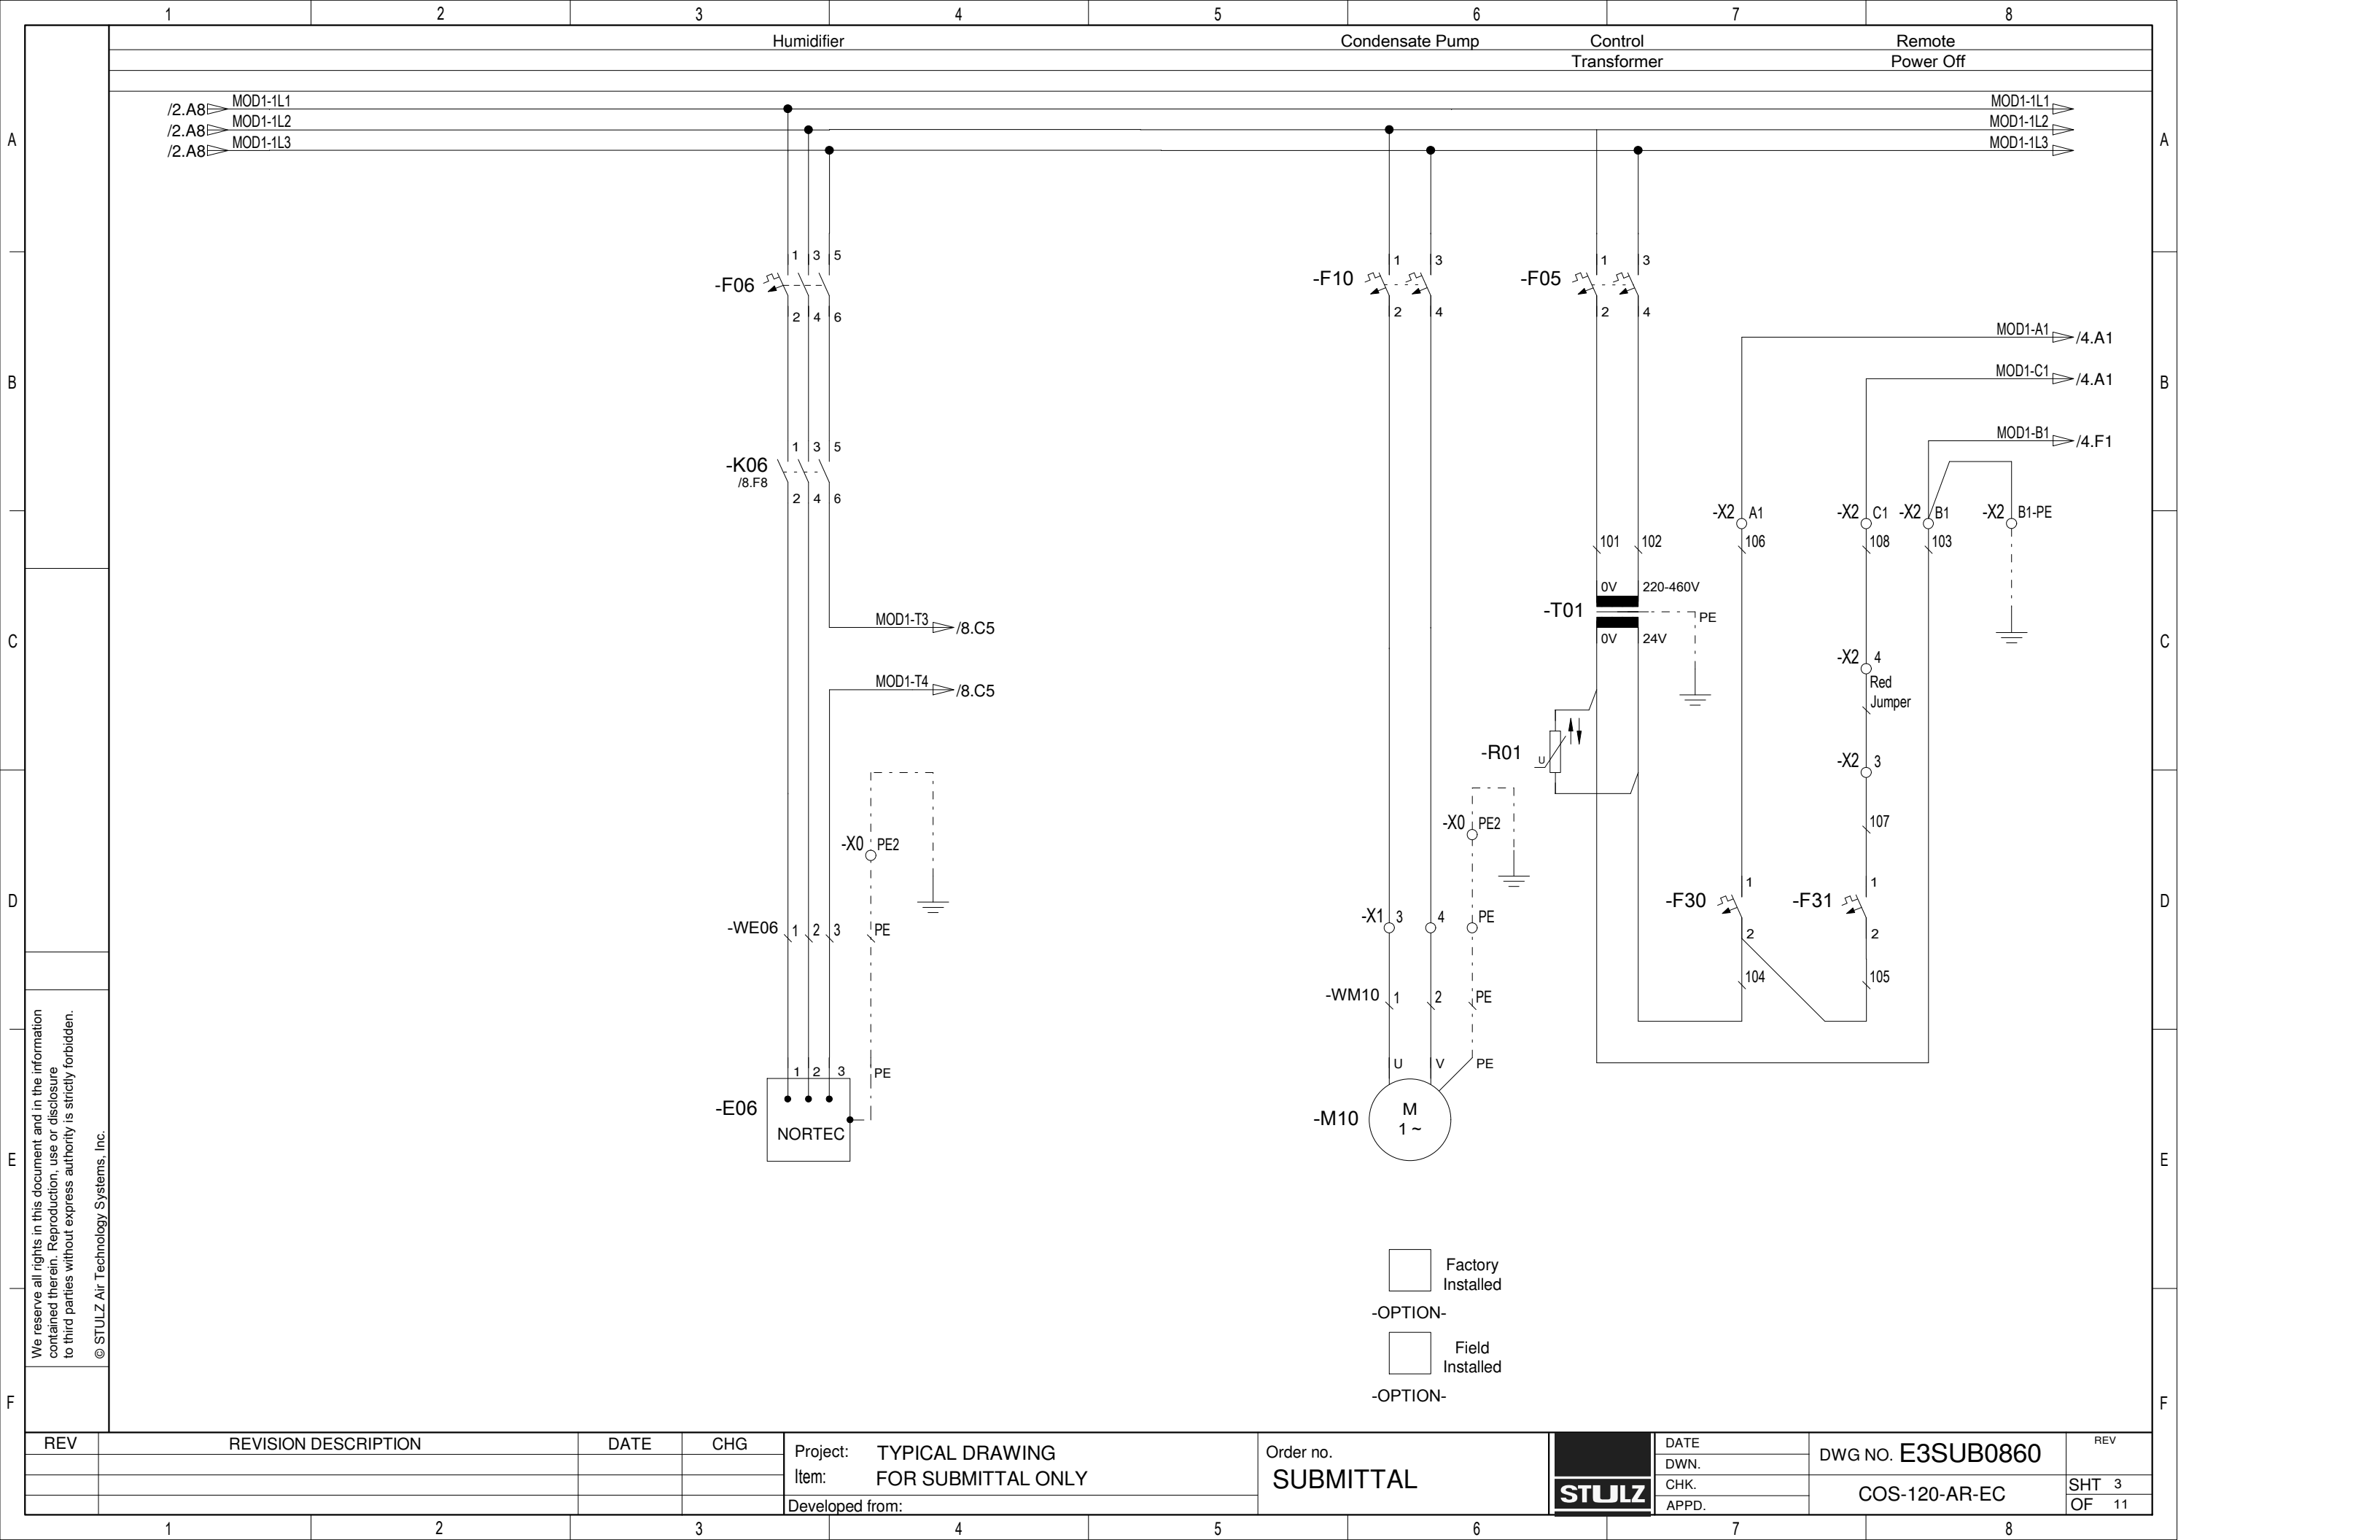 1 2 3 4 5 6 7 8
Humidifier
Condensate Pump
Control
Transformer
Remote
Power Off
A
/2.A8 MOD1-1L1 MOD1-1L1
/2.A8 MOD1-1L2 MOD1-1L2
/2.A8 MOD1-1L3 MOD1-1L3
A
-F06
1 3 5
2 4 6
-F10
1 3
2 4
-F05
1 3
2 4
MOD1-A1 /4.A1
B
MOD1-C1 /4.A1
B
MOD1-B1 /4.F1
-K06
/8.F8
1 3 5
2 4 6
-X2 A1
-X2 C1
-X2 B1
-X2 B1-PE
101 102 106 108 103
0V 220-460V
-T01
PE
0V 24V
C
MOD1-T3 /8.C5
C
MOD1-T4 /8.C5
-X2 4
Red
Jumper
-R01
U
-X2 3
107
-X0 PE2
-X0 PE2
D
-F30
1
2
-F31
1
2
D
-WE06 1 2 3 PE
-X1 3 4 PE
104 105
-WM10 1 2 PE
1 2 3 PE
U V PE
-E06
NORTEC
-M10
M
1 ~
E
E
Factory
Installed
-OPTION-
Field
Installed
-OPTION-
F
F
We reserve all rights in this document and in the information
contained therein. Reproduction, use or disclosure
to third parties without express authority is strictly forbidden.
© STULZ Air Technology Systems, Inc.
REV REVISION DESCRIPTION DATE CHG
Project: TYPICAL DRAWING
Item: FOR SUBMITTAL ONLY
Developed from:
Order no.
SUBMITTAL
STULZ
DATE
DWN.
CHK.
APPD.
DWG NO. E3SUB0860
COS-120-AR-EC
REV
SHT 3
OF 11
1 2 3 4 5 6 7 8